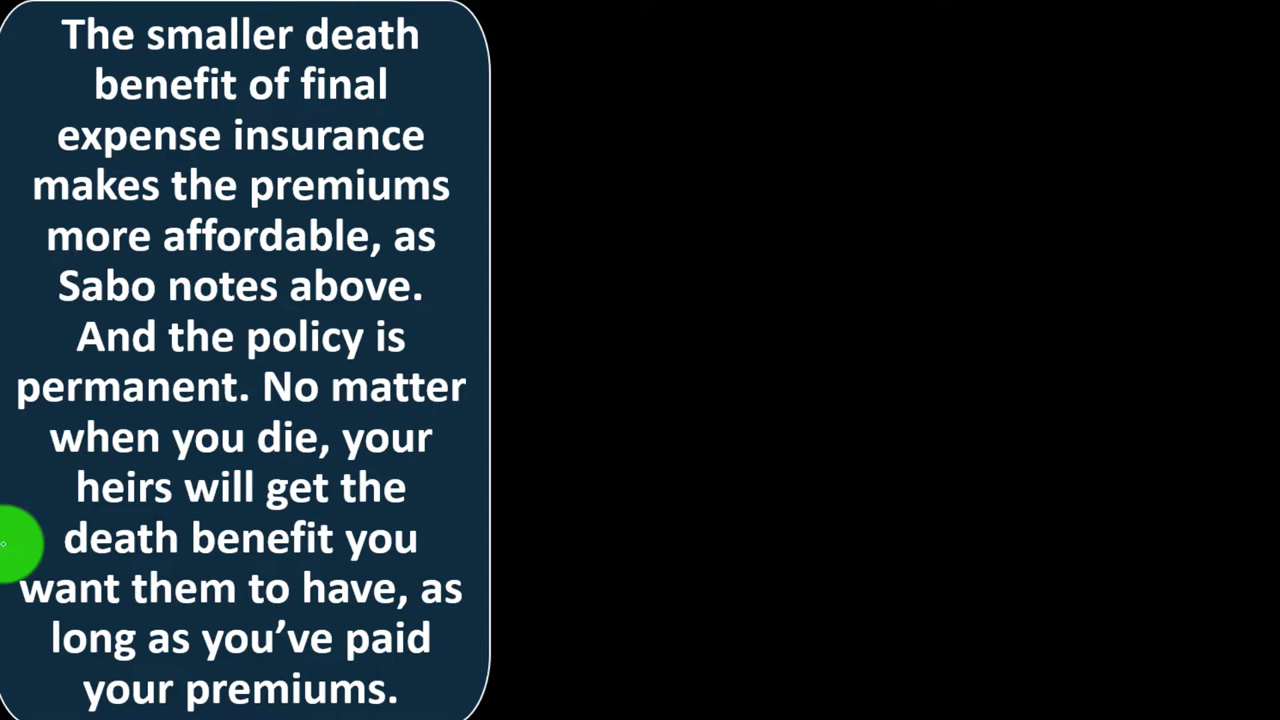 The smaller death
benefit of final
expense insurance
makes the premiums
more affordable, as
Sabo notes above.
And the policy is
permanent. No matter
when you die, your
heirs will get the
death benefit you
want them to have, as
long as you’ve paid
your premiums.